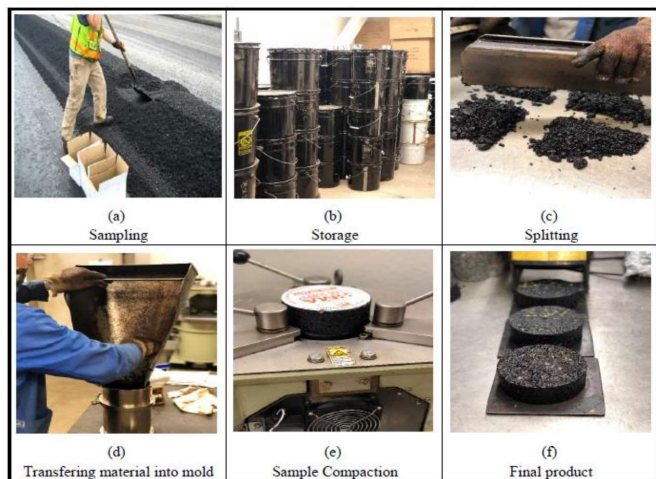 (a)
Sampling
(b)
Storage
(c)
Splitting
(d)
Transfering material into mold
(e)
Sample Compaction
(f)
Final product